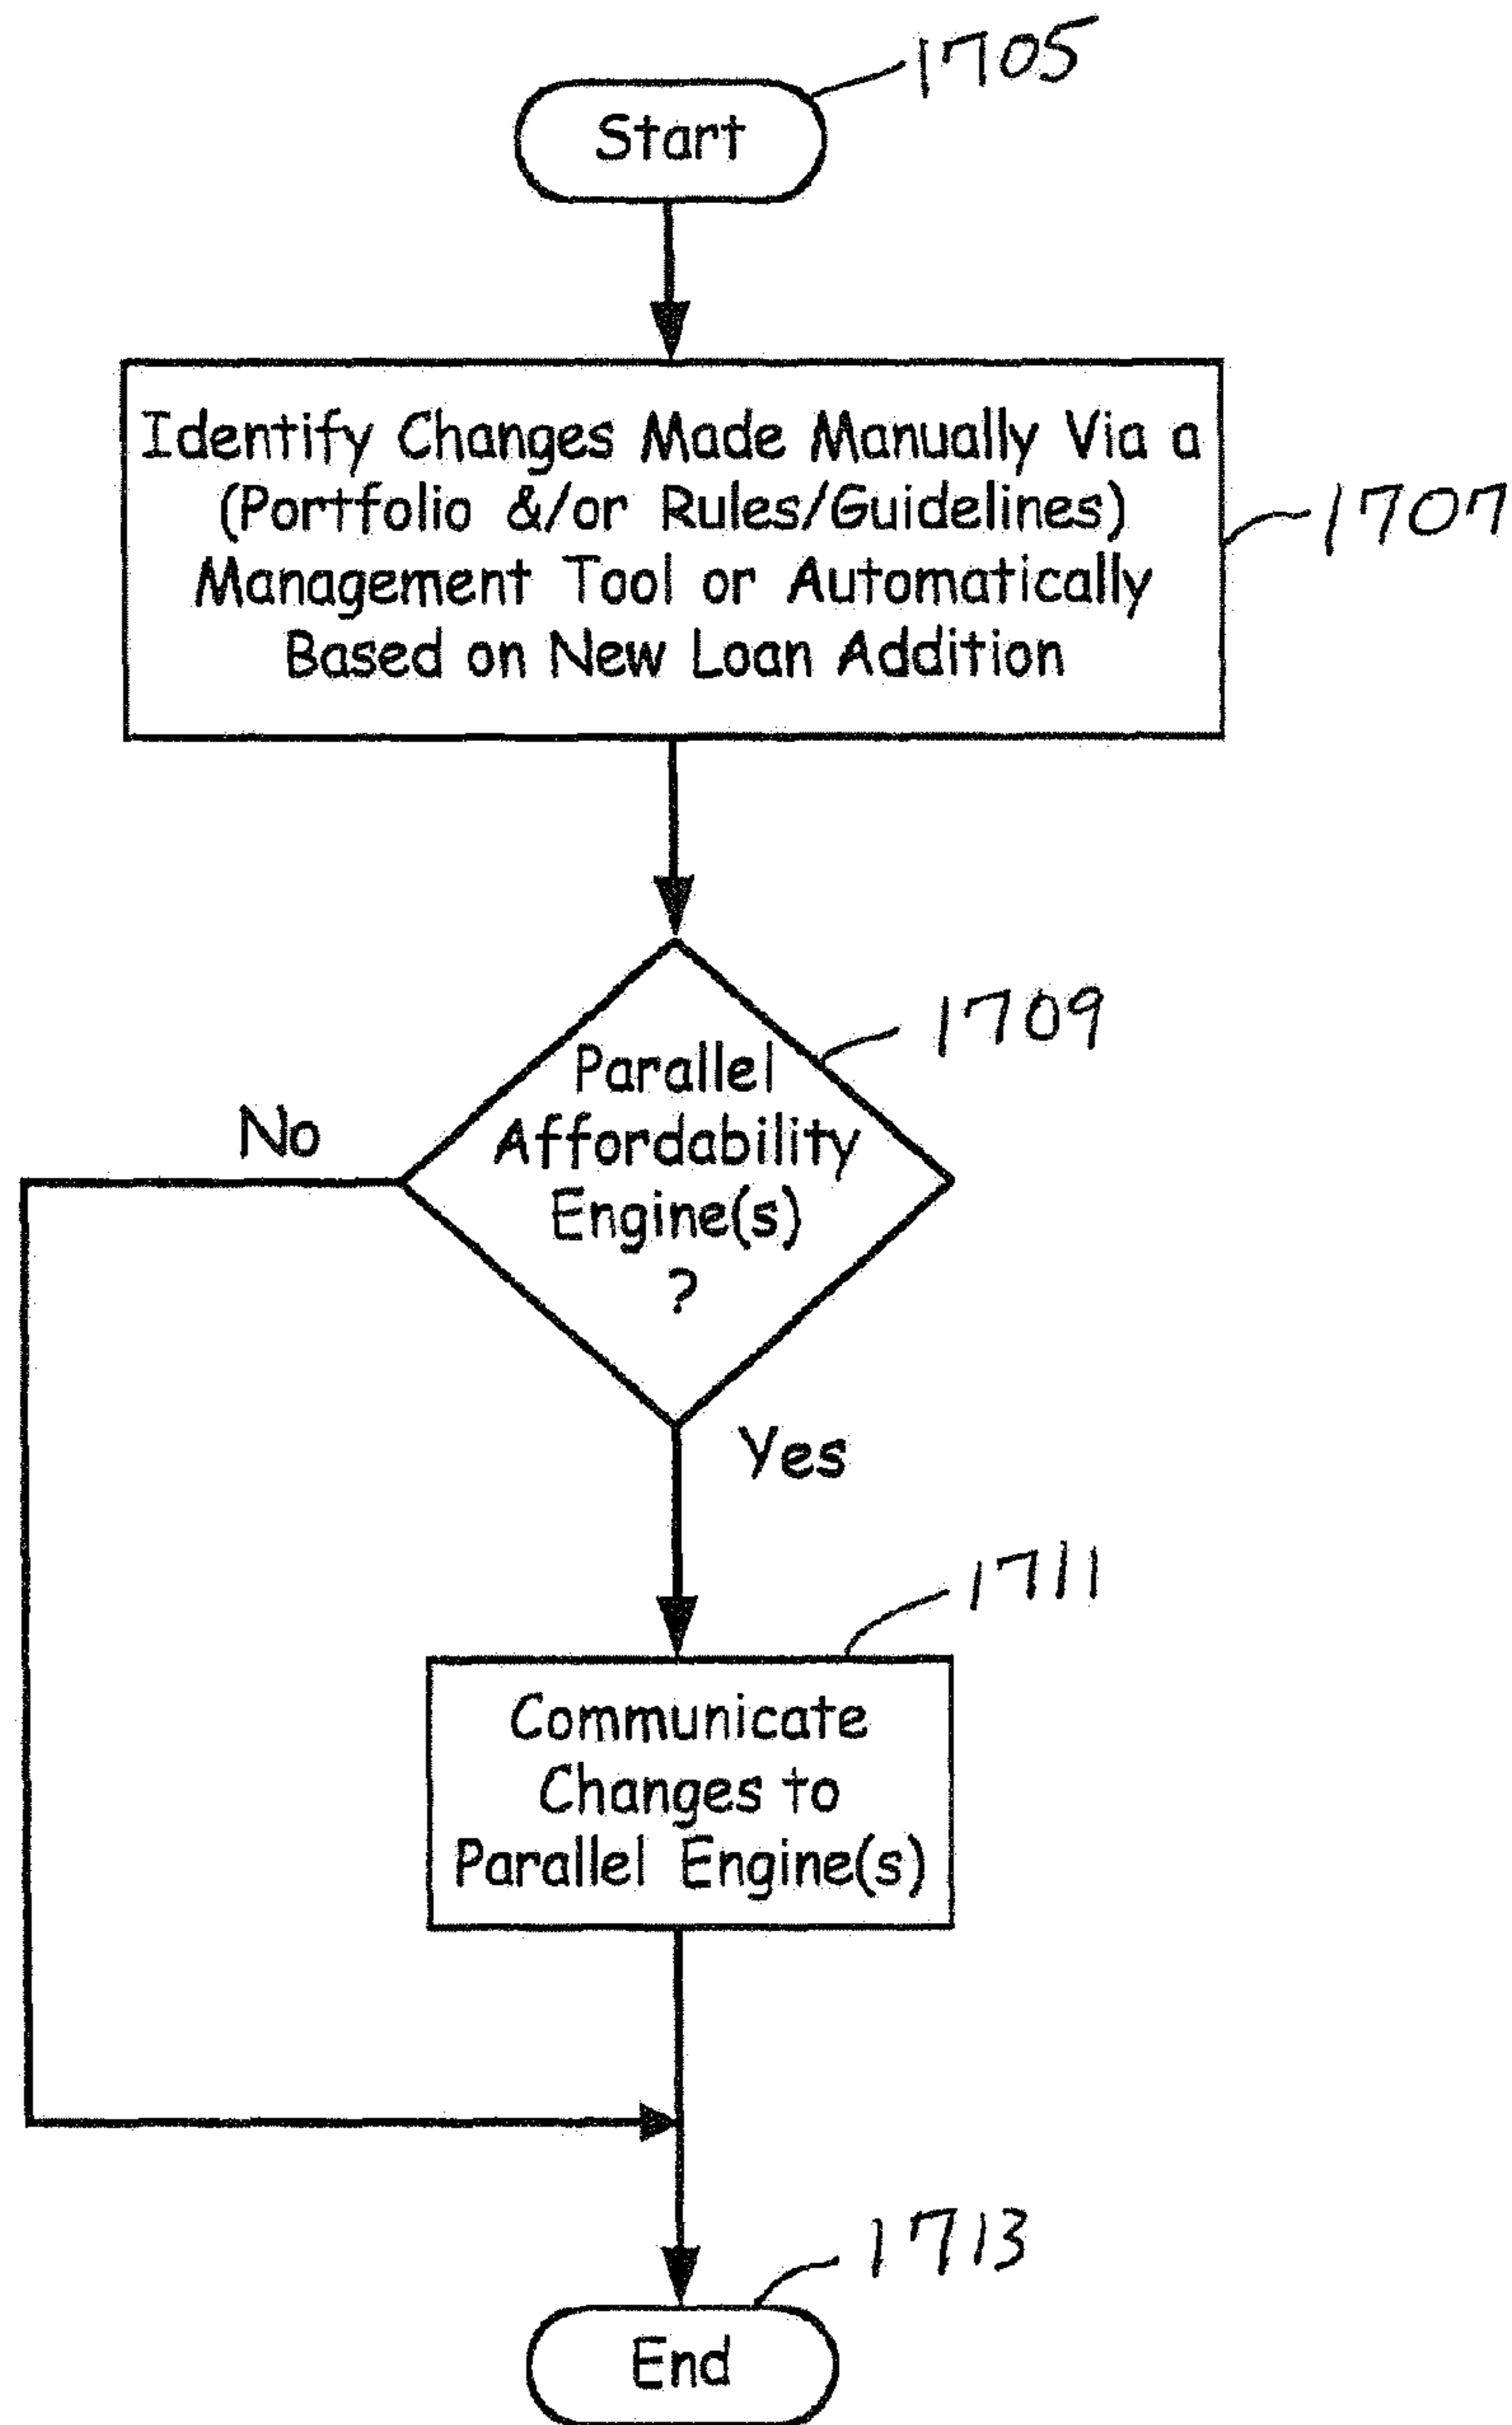 1705
Start
Identify Changes Made Manually Via a
(Portfolio &/or Rules/Guidelines)
Management Tool or Automatically
Based on New Loan Addition
1707
1709
Parallel
Affordability
Engine(s)
?
No
Yes
1711
Communicate
Changes to
Parallel Engine(s)
1713
End